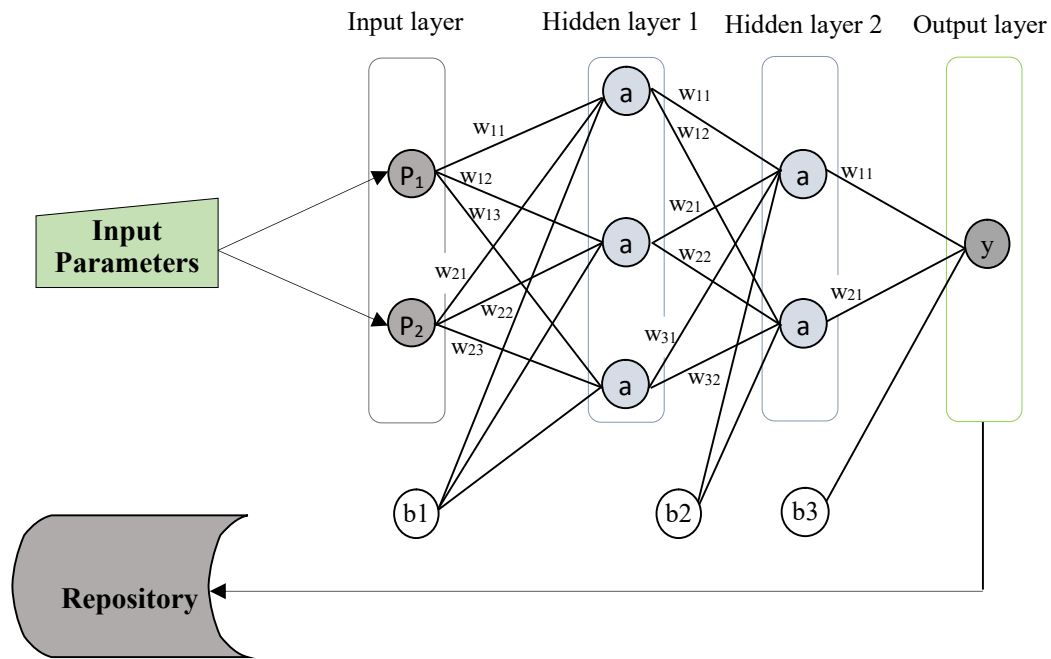 Input layer
Hidden layer 1
Hidden layer 2
Output layer
Input
Parameters
P₁
P₂
w₁₁
w₁₂
w₁₃
w₂₁
w₂₂
w₂₃
a
a
a
w₁₁
w₁₂
w₂₁
w₂₂
w₃₁
w₃₂
a
a
w₁₁
w₂₁
y
b1
b2
b3
Repository